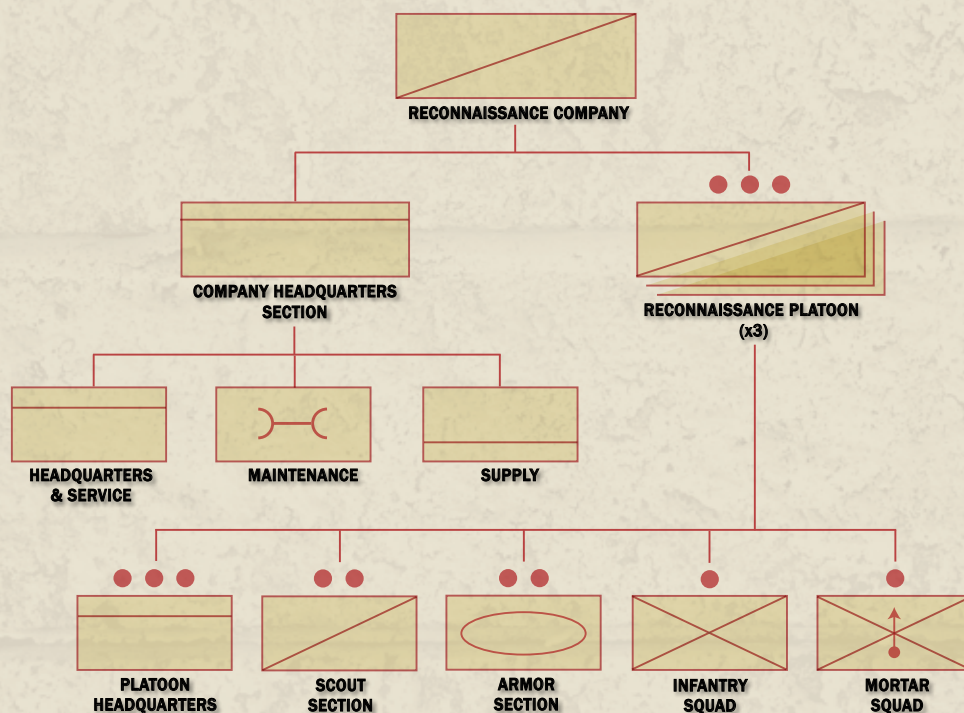 RECONNAISSANCE COMPANY
COMPANY HEADQUARTERS
SECTION
RECONNAISSANCE PLATOON
(x3)
HEADQUARTERS
& SERVICE
MAINTENANCE
SUPPLY
PLATOON
HEADQUARTERS
SCOUT
SECTION
ARMOR
SECTION
INFANTRY
SQUAD
MORTAR
SQUAD